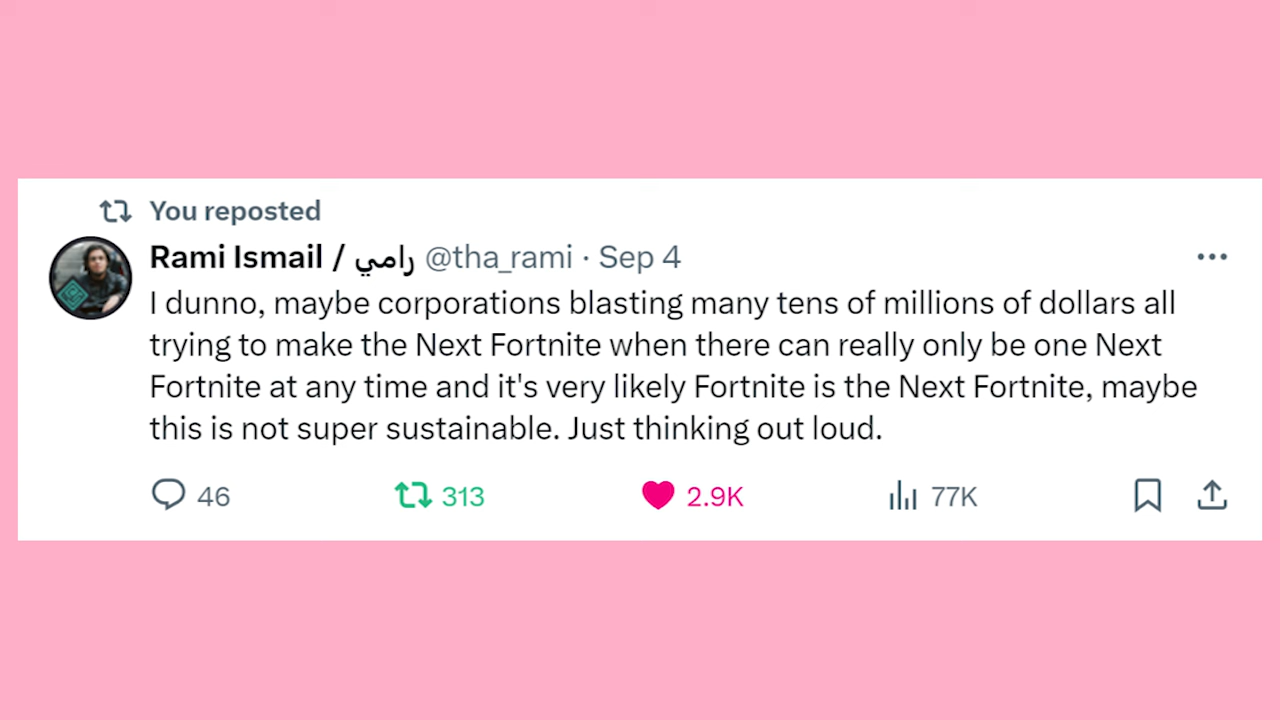 You reposted
Rami Ismail / رامي @tha_rami · Sep 4
I dunno, maybe corporations blasting many tens of millions of dollars all
trying to make the Next Fortnite when there can really only be one Next
Fortnite at any time and it's very likely Fortnite is the Next Fortnite, maybe
this is not super sustainable. Just thinking out loud.
46 313 2.9K 77K